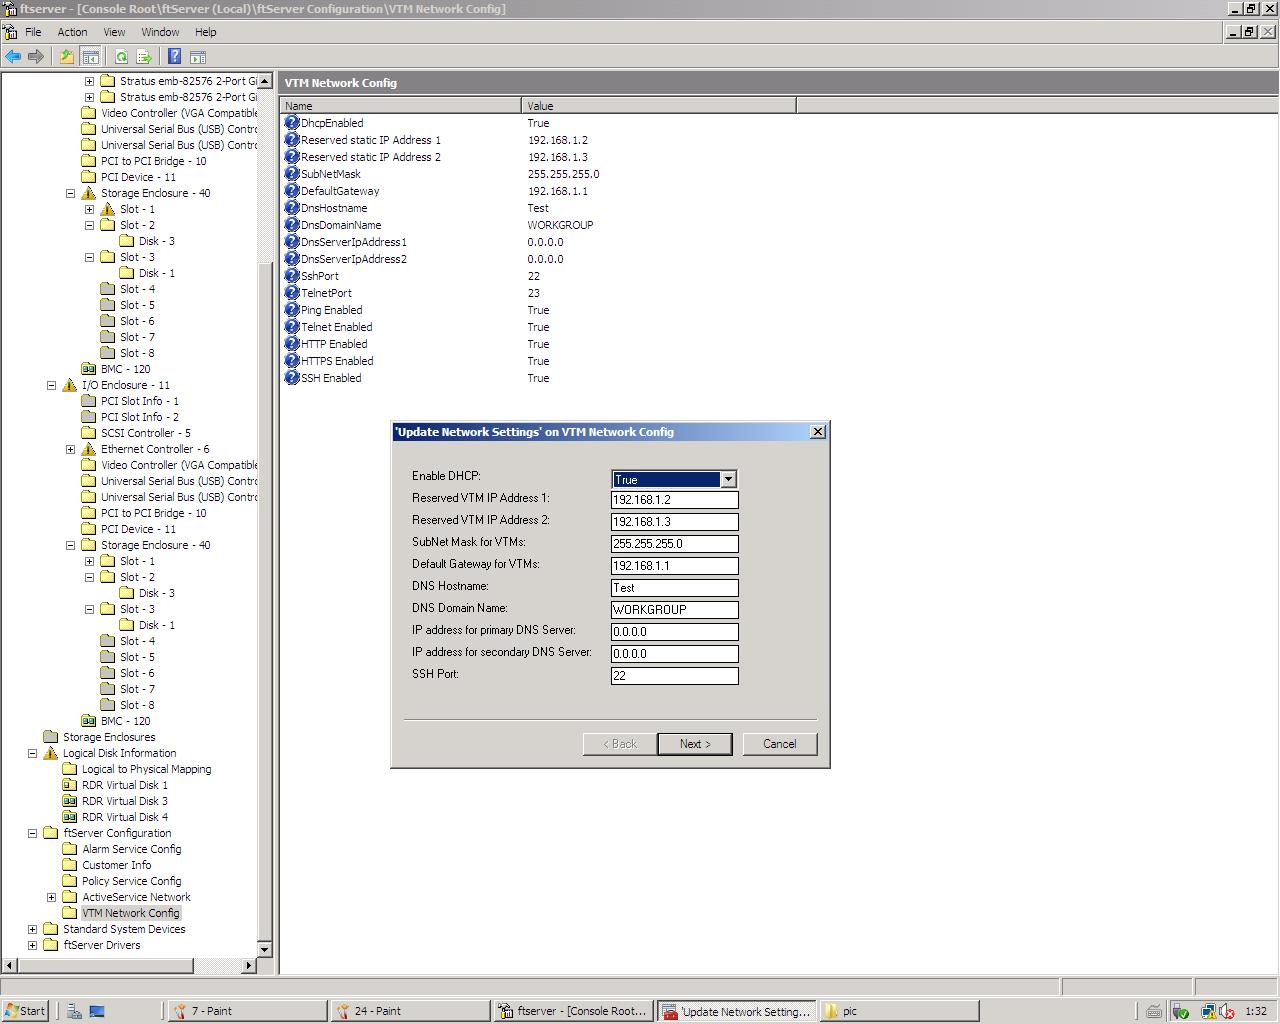 ftserver - [Console Root\ftServer (Local)\ftServer Configuration\VTM Network Config]
File Action View Window Help
Stratus emb-82576 2-Port Gi
Stratus emb-82576 2-Port Gi
Video Controller (VGA Compatible
Universal Serial Bus (USB) Contro
Universal Serial Bus (USB) Contro
PCI to PCI Bridge - 10
PCI Device - 11
Storage Enclosure - 40
Slot - 1
Slot - 2
Disk - 3
Slot - 3
Disk - 1
Slot - 4
Slot - 5
Slot - 6
Slot - 7
Slot - 8
BMC - 120
I/O Enclosure - 11
PCI Slot Info - 1
PCI Slot Info - 2
SCSI Controller - 5
Ethernet Controller - 6
Video Controller (VGA Compatible
Universal Serial Bus (USB) Contro
Universal Serial Bus (USB) Contro
PCI to PCI Bridge - 10
PCI Device - 11
Storage Enclosure - 40
Slot - 1
Slot - 2
Disk - 3
Slot - 3
Disk - 1
Slot - 4
Slot - 5
Slot - 6
Slot - 7
Slot - 8
BMC - 120
Storage Enclosures
Logical Disk Information
Logical to Physical Mapping
RDR Virtual Disk 1
RDR Virtual Disk 3
RDR Virtual Disk 4
ftServer Configuration
Alarm Service Config
Customer Info
Policy Service Config
ActiveService Network
VTM Network Config
Standard System Devices
ftServer Drivers
VTM Network Config
Name Value
DhcpEnabled True
Reserved static IP Address 1 192.168.1.2
Reserved static IP Address 2 192.168.1.3
SubNetMask 255.255.255.0
DefaultGateway 192.168.1.1
DnsHostname Test
DnsDomainName WORKGROUP
DnsServerIpAddress1 0.0.0.0
DnsServerIpAddress2 0.0.0.0
SshPort 22
TelnetPort 23
Ping Enabled True
Telnet Enabled True
HTTP Enabled True
HTTPS Enabled True
SSH Enabled True
'Update Network Settings' on VTM Network Config
Enable DHCP: True
Reserved VTM IP Address 1: 192.168.1.2
Reserved VTM IP Address 2: 192.168.1.3
SubNet Mask for VTMs: 255.255.255.0
Default Gateway for VTMs: 192.168.1.1
DNS Hostname: Test
DNS Domain Name: WORKGROUP
IP address for primary DNS Server: 0.0.0.0
IP address for secondary DNS Server: 0.0.0.0
SSH Port: 22
< Back Next > Cancel
Start 7 - Paint 24 - Paint ftserver - [Console Root... 'Update Network Setting... pic 1:32